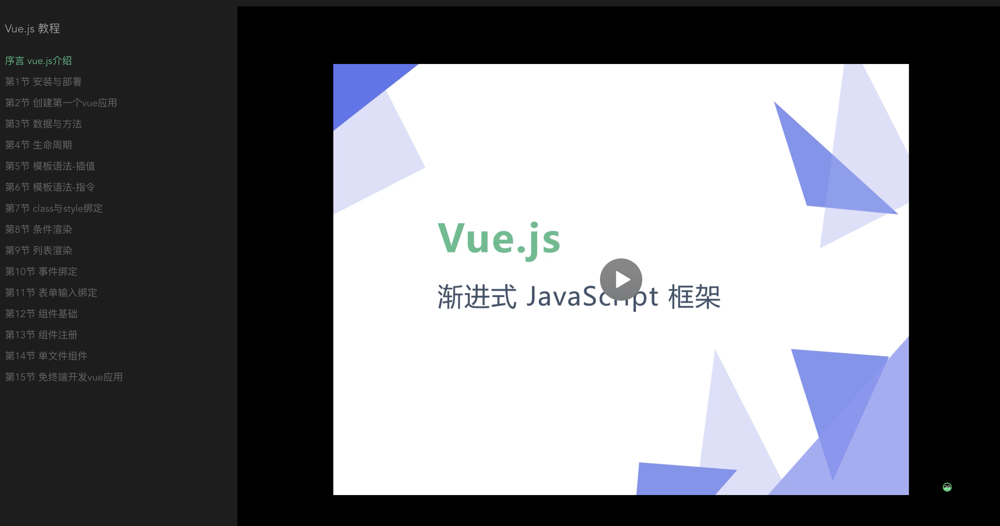 Vue.js 教程
序言 vue.js介绍
第1节 安装与部署
第2节 创建第一个vue应用
第3节 数据与方法
第4节 生命周期
第5节 模板语法-插值
第6节 模板语法-指令
第7节 class与style绑定
第8节 条件渲染
第9节 列表渲染
第10节 事件绑定
第11节 表单输入绑定
第12节 组件基础
第13节 组件注册
第14节 单文件组件
第15节 免终端开发vue应用
Vue.js
渐进式 JavaScript 框架
39